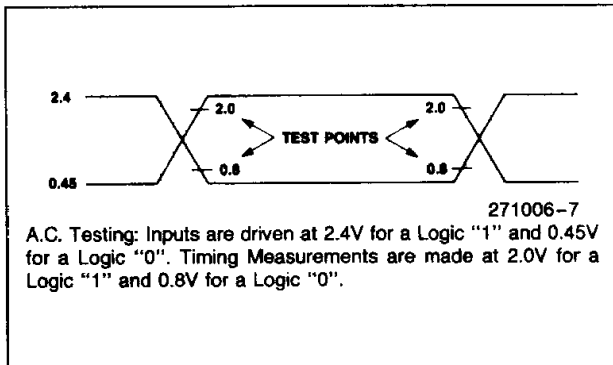 2.4
2.0
2.0
TEST POINTS
0.8
0.8
0.45
271006-7
A.C. Testing: Inputs are driven at 2.4V for a Logic "1" and 0.45V
for a Logic "0". Timing Measurements are made at 2.0V for a
Logic "1" and 0.8V for a Logic "0".